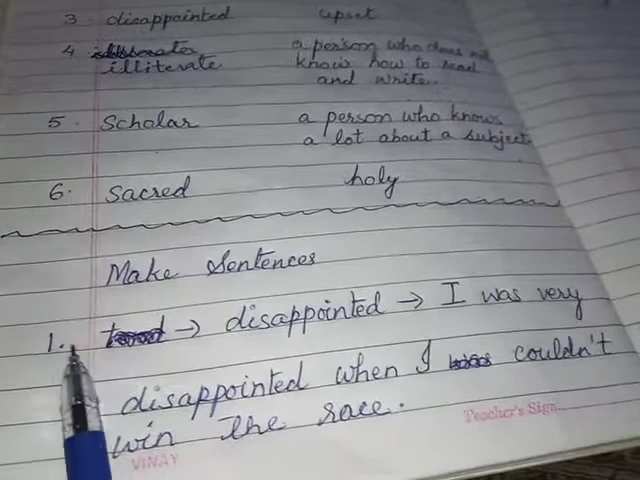 3. disappointed upset
4 illiterate a person who does not
know how to read
and write.
5. Scholar a person who knows
a lot about a subject.
6. Sacred holy
Make Sentences
1. → disappointed → I was very
disappointed when I couldn't
win the race.
Teacher's Sign
VINAY